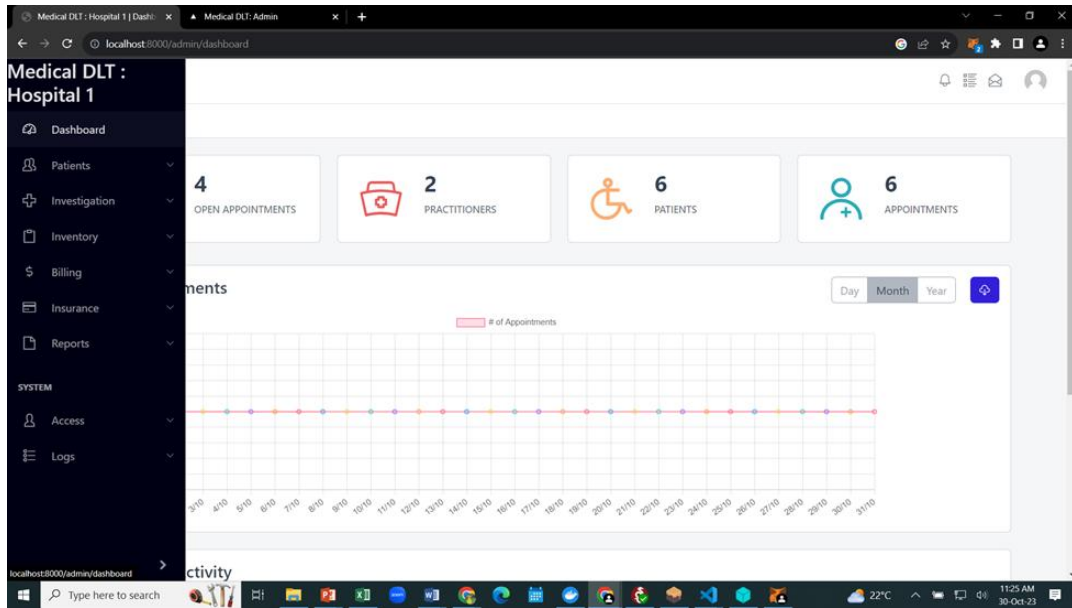 Medical DLT : Hospital 1 | Dashb
Medical DLT: Admin
localhost:8000/admin/dashboard
Medical DLT :
Hospital 1
Dashboard
Patients
Investigation
Inventory
Billing
Insurance
Reports
SYSTEM
Access
Logs
localhost:8000/admin/dashboard
4
OPEN APPOINTMENTS
2
PRACTITIONERS
6
PATIENTS
6
APPOINTMENTS
ments
Day Month Year
# of Appointments
3/10 4/10 5/10 6/10 7/10 8/10 9/10 10/10 11/10 12/10 13/10 14/10 15/10 16/10 17/10 18/10 19/10 20/10 21/10 22/10 23/10 24/10 25/10 26/10 27/10 28/10 29/10 30/10 31/10
ctivity
Type here to search
22°C
11:25 AM
30-Oct-23